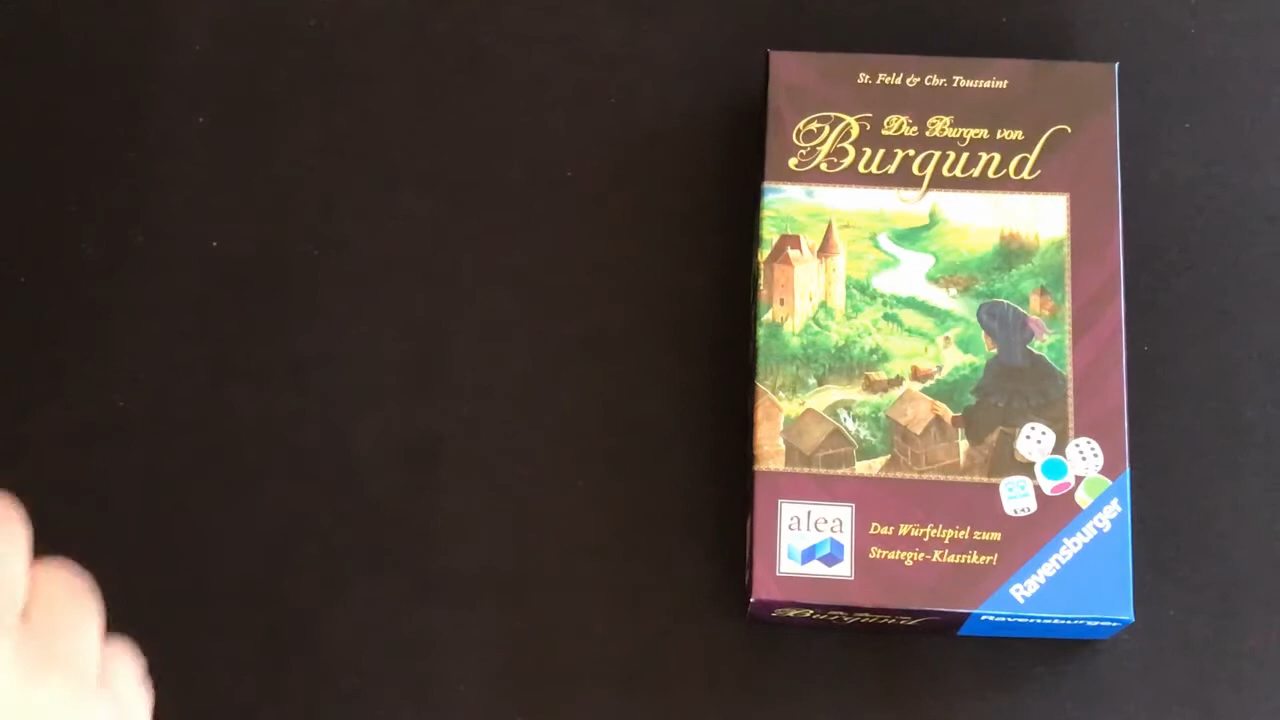 St. Feld & Chr. Toussaint
Die Burgen von
Burgund
alea
Das Würfelspiel zum
Strategie-Klassiker!
Ravensburger
Burgund
Ravensburger